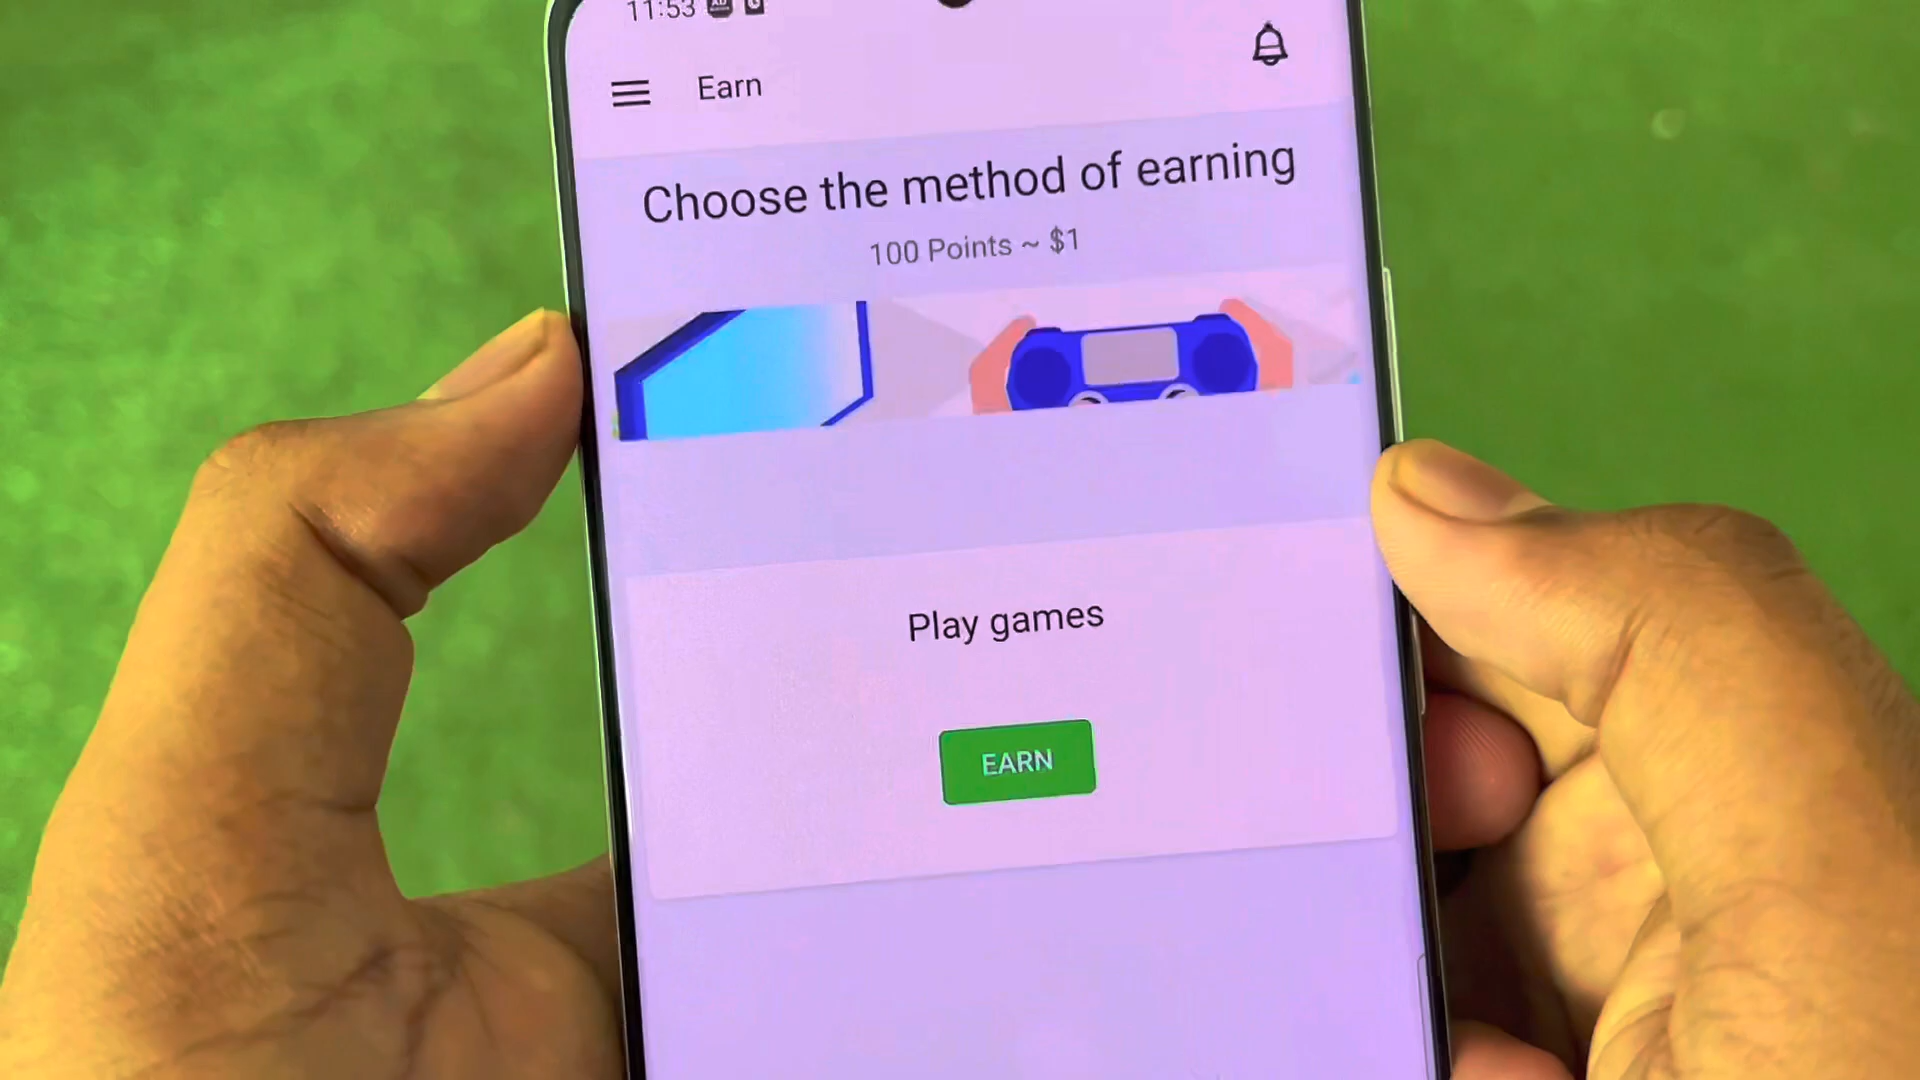 11:53
Earn
Choose the method of earning
100 Points ~ $1
Play games
EARN